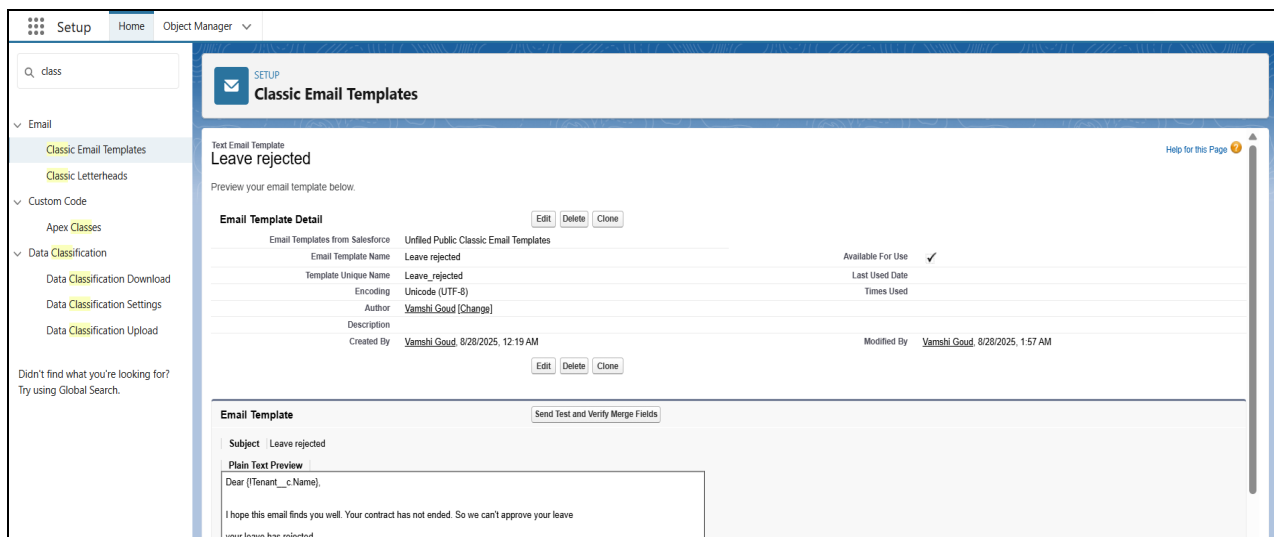 Setup Home Object Manager
class
SETUP
Classic Email Templates
Email
Classic Email Templates
Classic Letterheads
Custom Code
Apex Classes
Data Classification
Data Classification Download
Data Classification Settings
Data Classification Upload
Didn't find what you're looking for?
Try using Global Search.
Text Email Template
Leave rejected
Help for this Page
Preview your email template below.
Email Template Detail Edit Delete Clone
Email Templates from Salesforce Unfiled Public Classic Email Templates
Email Template Name Leave rejected Available For Use ✓
Template Unique Name Leave_rejected Last Used Date
Encoding Unicode (UTF-8) Times Used
Author Vamshi Goud [Change]
Description
Created By Vamshi Goud, 8/28/2025, 12:19 AM Modified By Vamshi Goud, 8/28/2025, 1:57 AM
Edit Delete Clone
Email Template Send Test and Verify Merge Fields
Subject Leave rejected
Plain Text Preview
Dear {!Tenant__c.Name},
I hope this email finds you well. Your contract has not ended. So we can't approve your leave
your leave has rejected